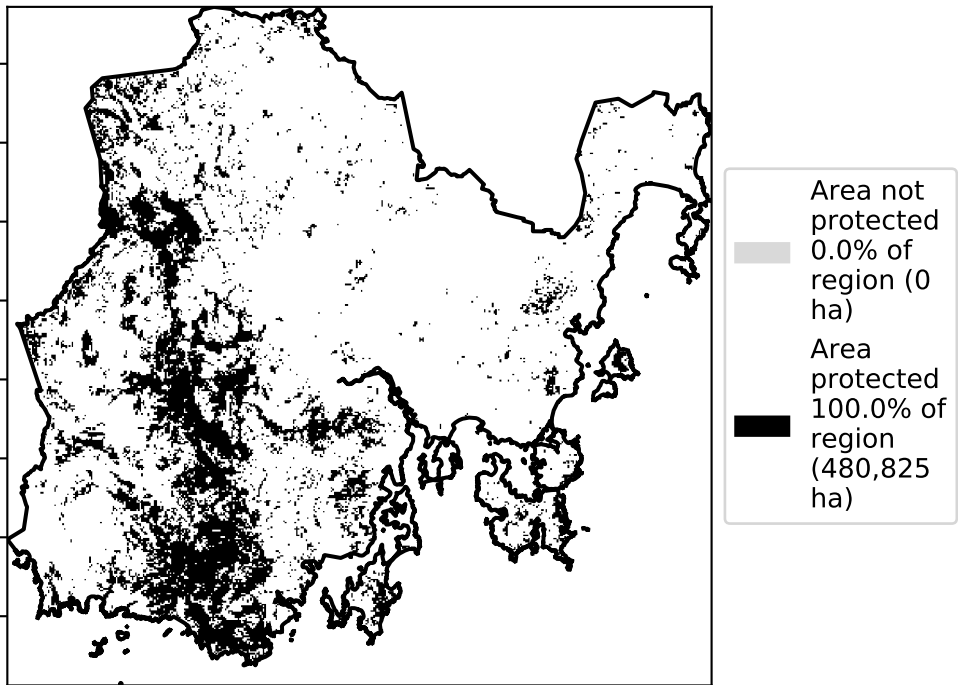 Area not
protected
0.0% of
region (0
ha)
Area
protected
100.0% of
region
(480,825
ha)